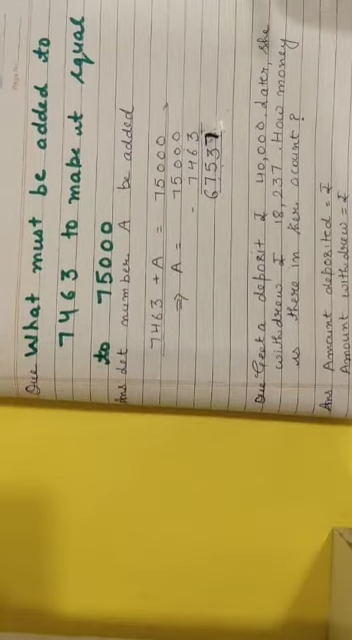 Que What must be added to
7463 to make it equal
to 75000
Ans Let number A be added
7463 + A = 75000
⇒ A = 75000
- 7463
67537
Que Geeta deposit ₹ 40,000. Later, she
withdrew ₹ 18,237. How money
is there in her acount ?
Ans Amount deposited = ₹
Amount withdrew = ₹